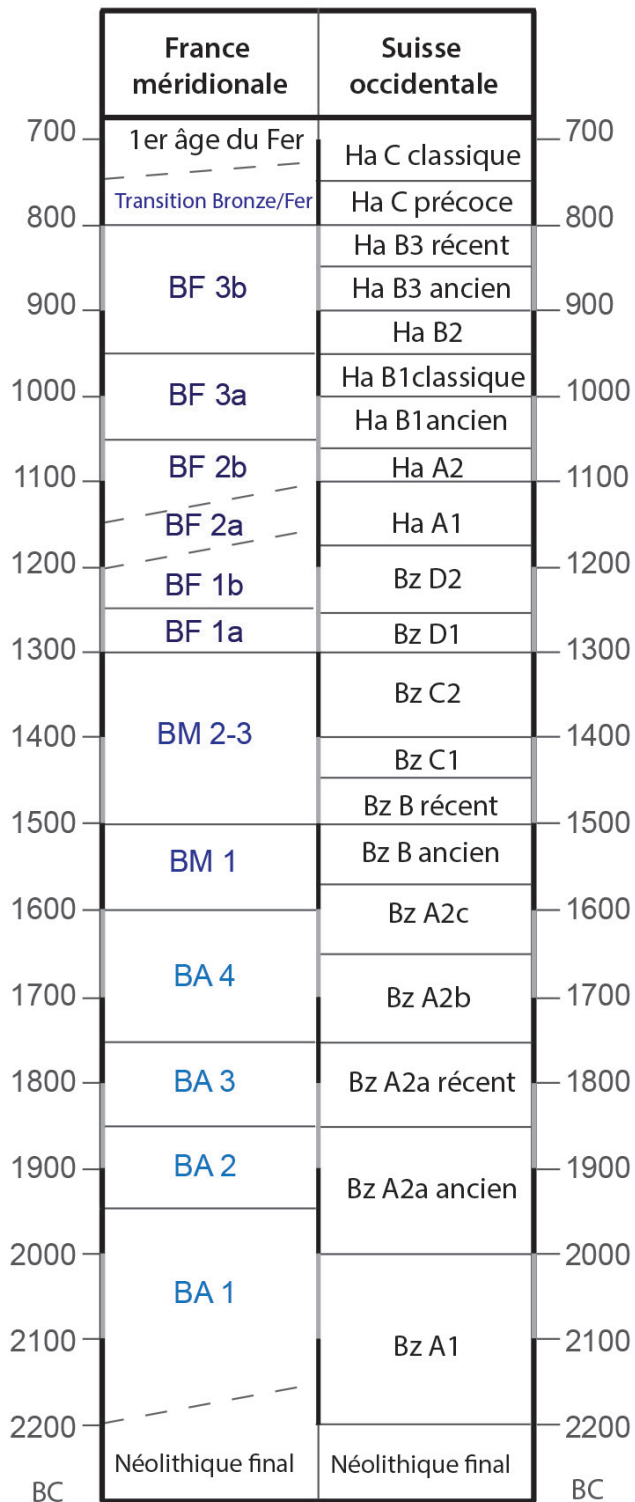 France
méridionale
Suisse
occidentale
700
1er âge du Fer
Ha C classique
700
Transition Bronze/Fer
Ha C précoce
800
800
Ha B3 récent
BF 3b
Ha B3 ancien
900
900
Ha B2
Ha B1classique
1000
BF 3a
1000
Ha B1ancien
BF 2b
Ha A2
1100
1100
BF 2a
Ha A1
1200
1200
BF 1b
Bz D2
BF 1a
Bz D1
1300
1300
Bz C2
1400
BM 2-3
1400
Bz C1
Bz B récent
1500
1500
BM 1
Bz B ancien
1600
1600
Bz A2c
BA 4
1700
Bz A2b
1700
BA 3
Bz A2a récent
1800
1800
BA 2
1900
1900
Bz A2a ancien
2000
2000
BA 1
2100
Bz A1
2100
2200
2200
Néolithique final
Néolithique final
BC
BC